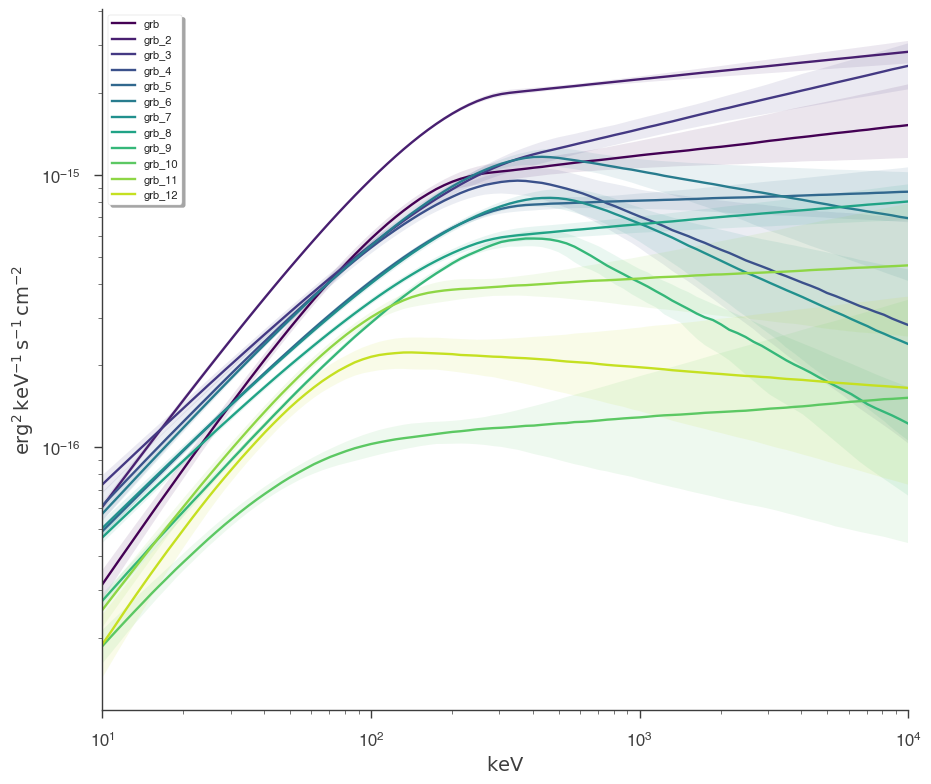 grb
grb_2
grb_3
grb_4
grb_5
grb_6
grb_7
grb_8
grb_9
grb_10
grb_11
grb_12
10⁻¹⁵
10⁻¹⁶
erg² keV⁻¹ s⁻¹ cm⁻²
10¹ 10² 10³ 10⁴
keV